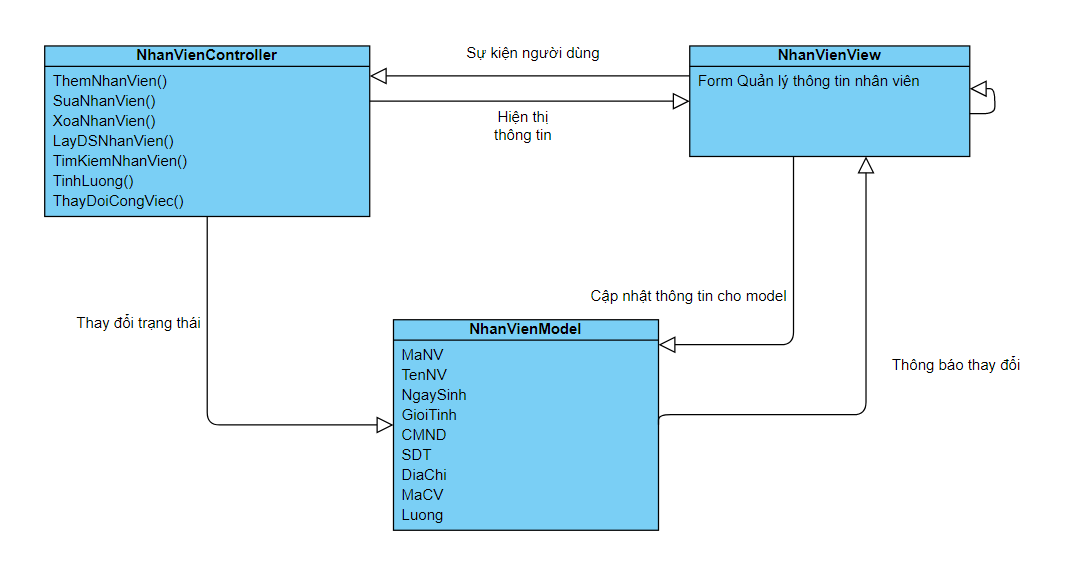 NhanVienController
ThemNhanVien()
SuaNhanVien()
XoaNhanVien()
LayDSNhanVien()
TimKiemNhanVien()
TinhLuong()
ThayDoiCongViec()
Sự kiện người dùng
Hiện thị
thông tin
NhanVienView
Form Quản lý thông tin nhân viên
Thay đổi trạng thái
Cập nhật thông tin cho model
Thông báo thay đổi
NhanVienModel
MaNV
TenNV
NgaySinh
GioiTinh
CMND
SDT
DiaChi
MaCV
Luong